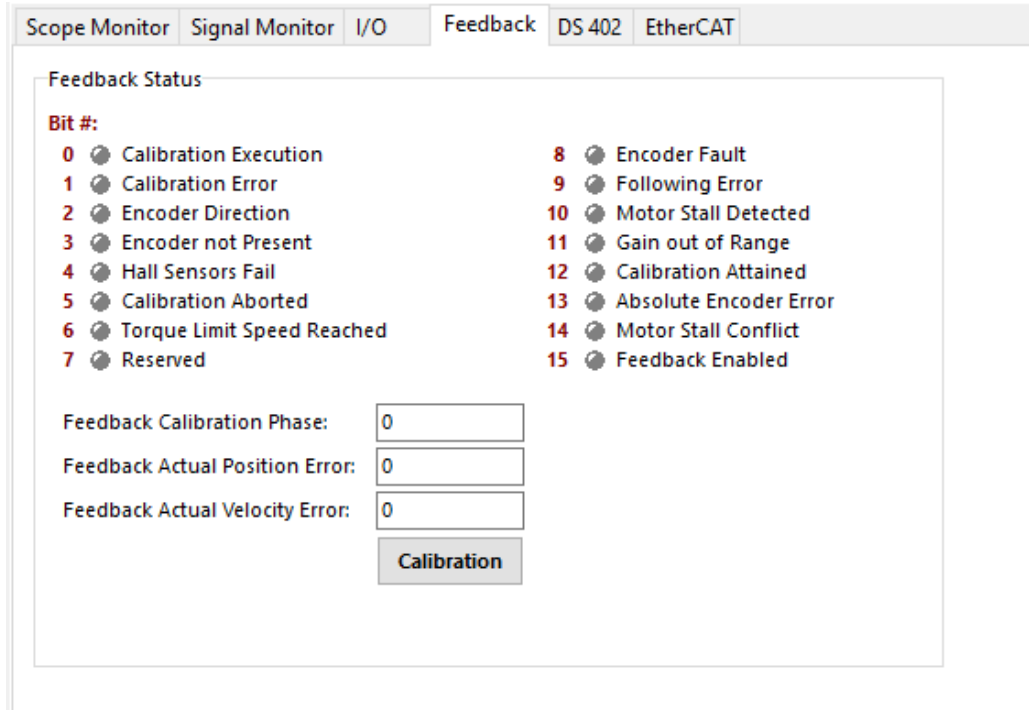 Scope Monitor Signal Monitor I/O Feedback DS 402 EtherCAT
Feedback Status
Bit #:
0 Calibration Execution
1 Calibration Error
2 Encoder Direction
3 Encoder not Present
4 Hall Sensors Fail
5 Calibration Aborted
6 Torque Limit Speed Reached
7 Reserved
8 Encoder Fault
9 Following Error
10 Motor Stall Detected
11 Gain out of Range
12 Calibration Attained
13 Absolute Encoder Error
14 Motor Stall Conflict
15 Feedback Enabled
Feedback Calibration Phase: 0
Feedback Actual Position Error: 0
Feedback Actual Velocity Error: 0
Calibration